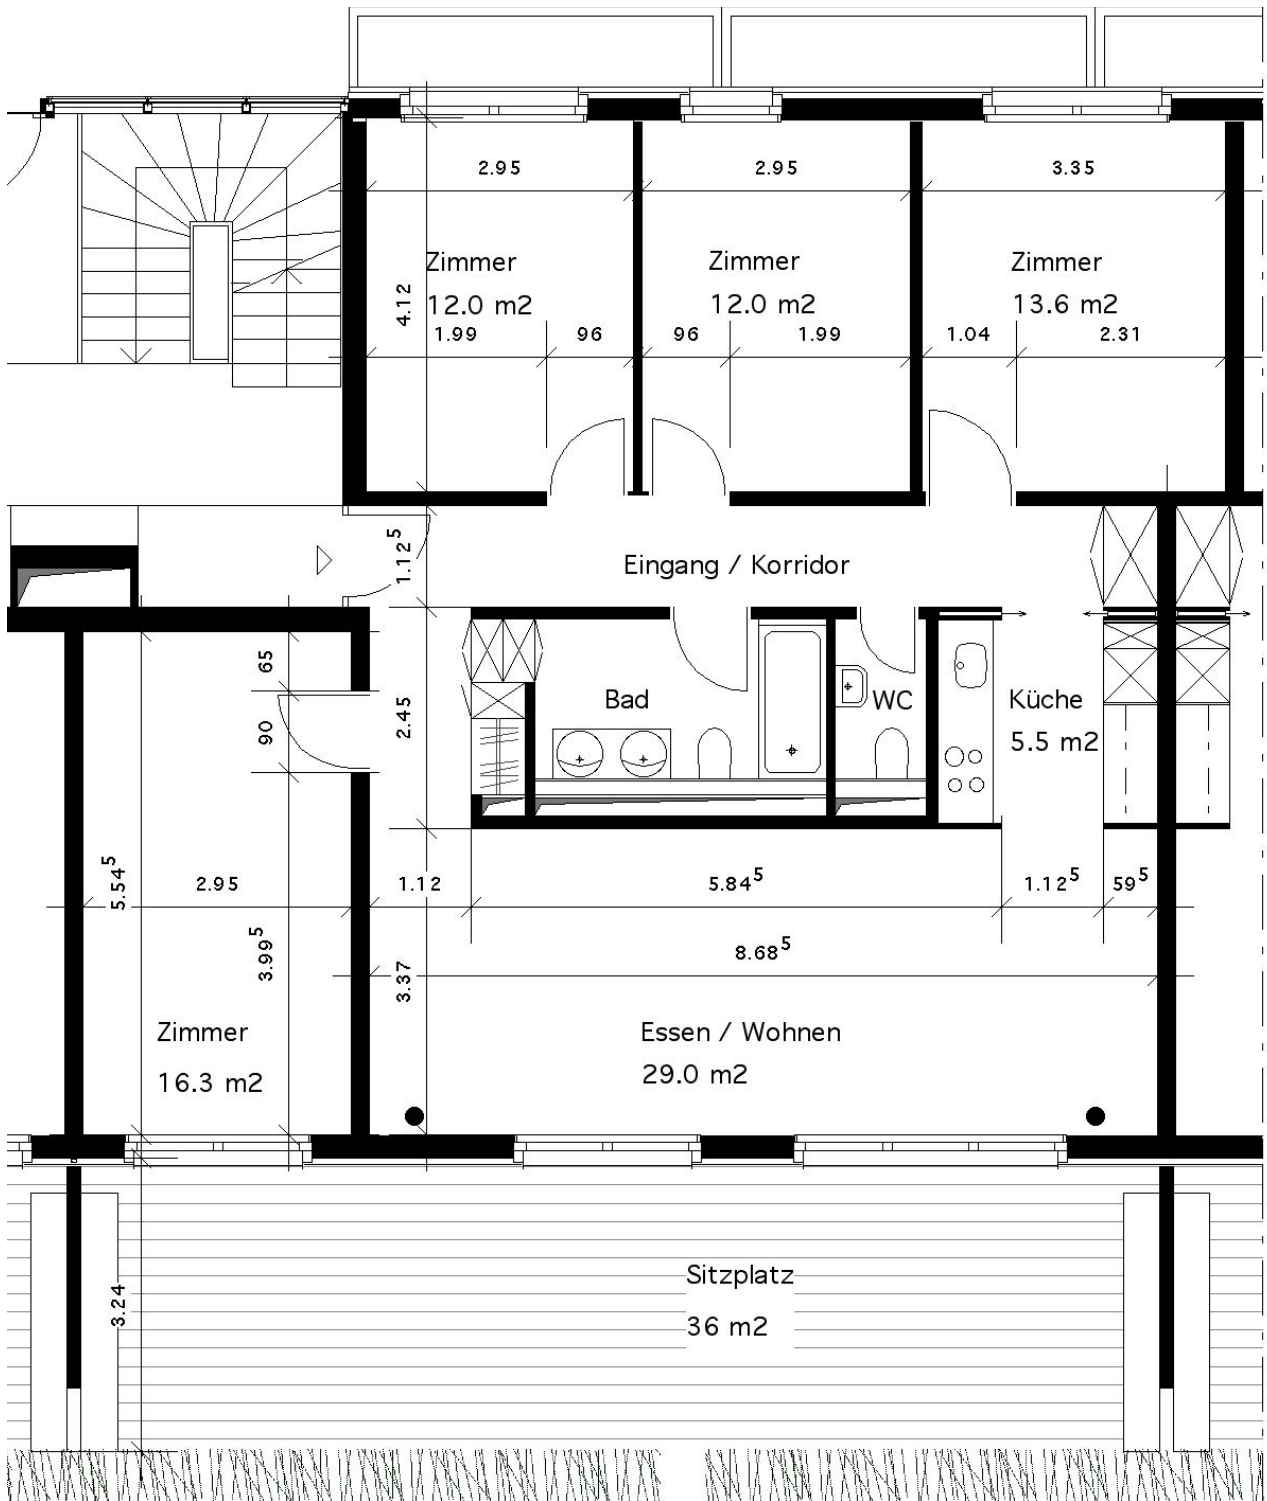 2.95
2.95
3.35
Zimmer
12.0 m2
Zimmer
12.0 m2
Zimmer
13.6 m2
4.12
1.99
96
96
1.99
1.04
2.31
1.12⁵
Eingang / Korridor
65
90
2.45
Bad
WC
Küche
5.5 m2
5.54⁵
2.95
1.12
5.84⁵
1.12⁵
59⁵
3.99⁵
3.37
8.68⁵
Zimmer
16.3 m2
Essen / Wohnen
29.0 m2
Sitzplatz
36 m2
3.24